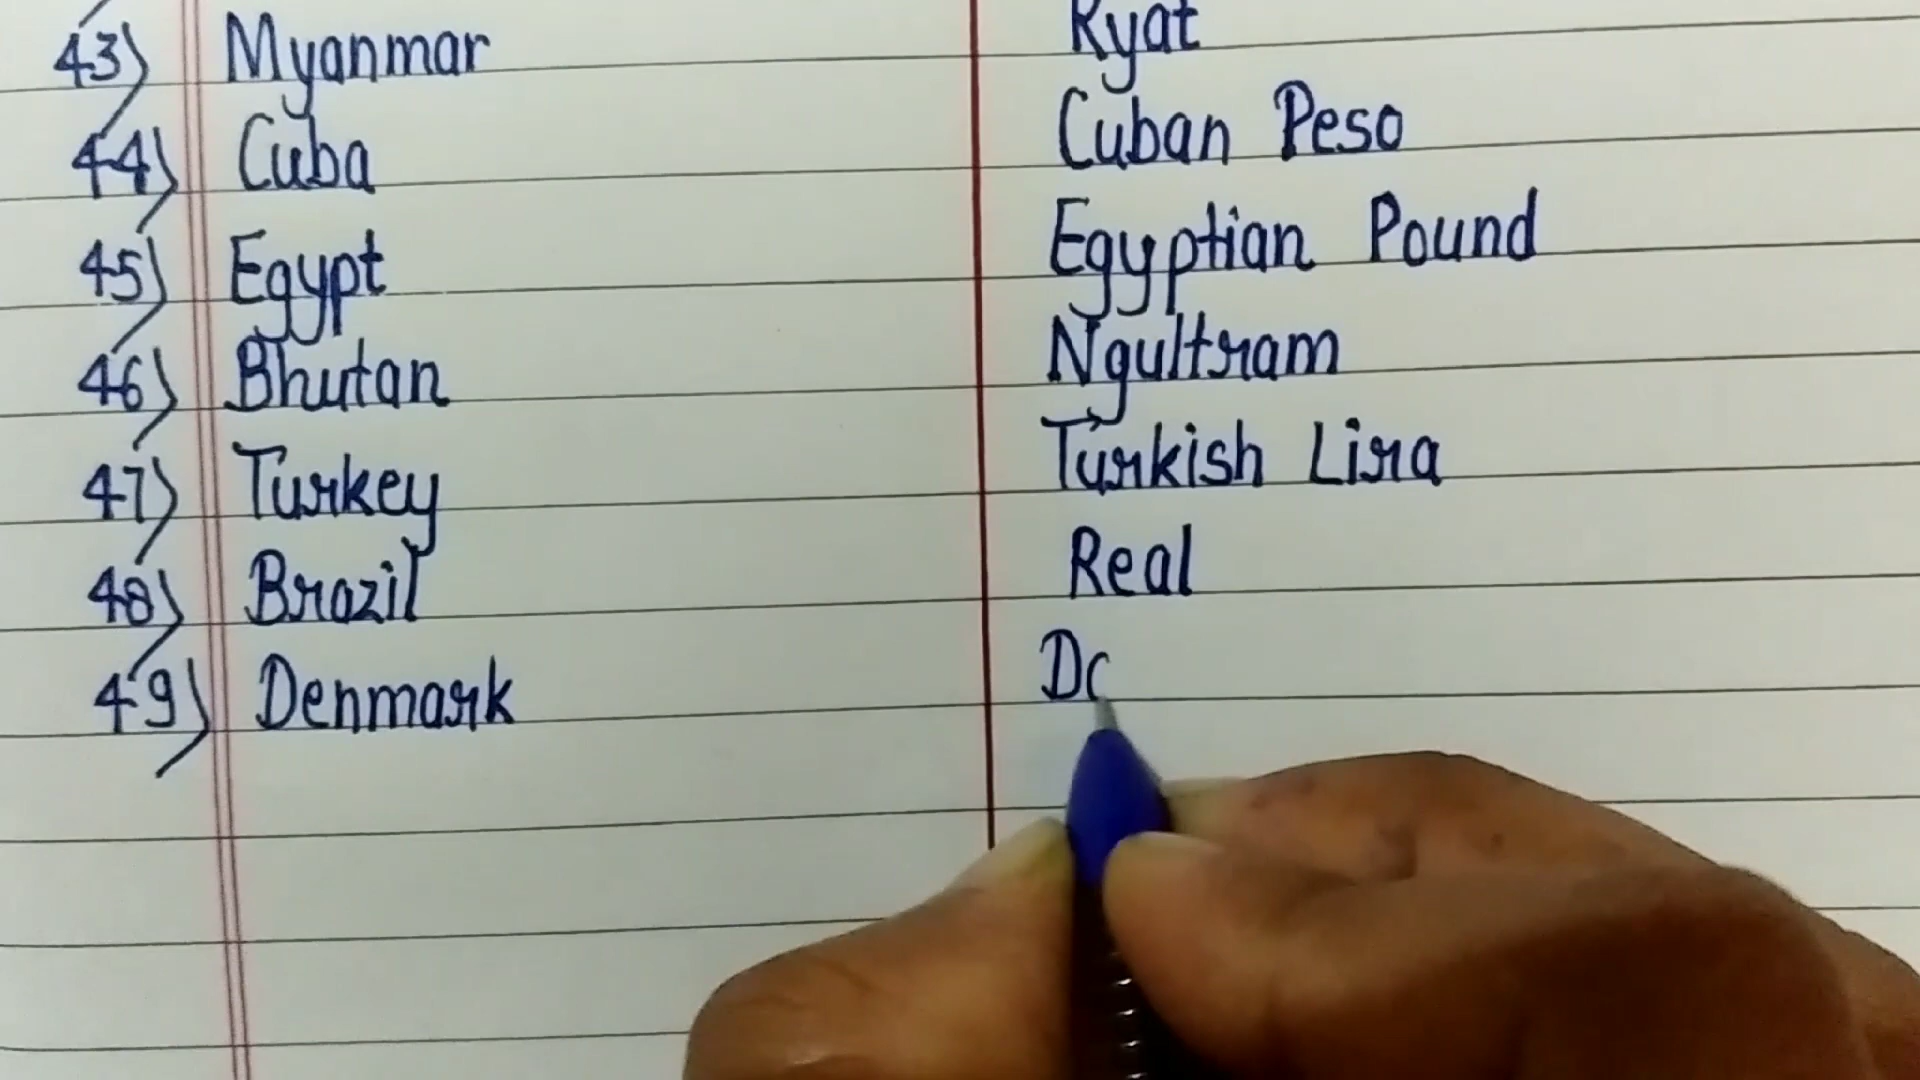 43) Myanmar Kyat
44) Cuba Cuban Peso
45) Egypt Egyptian Pound
46) Bhutan Ngultram
47) Turkey Turkish Lira
48) Brazil Real
49) Denmark D